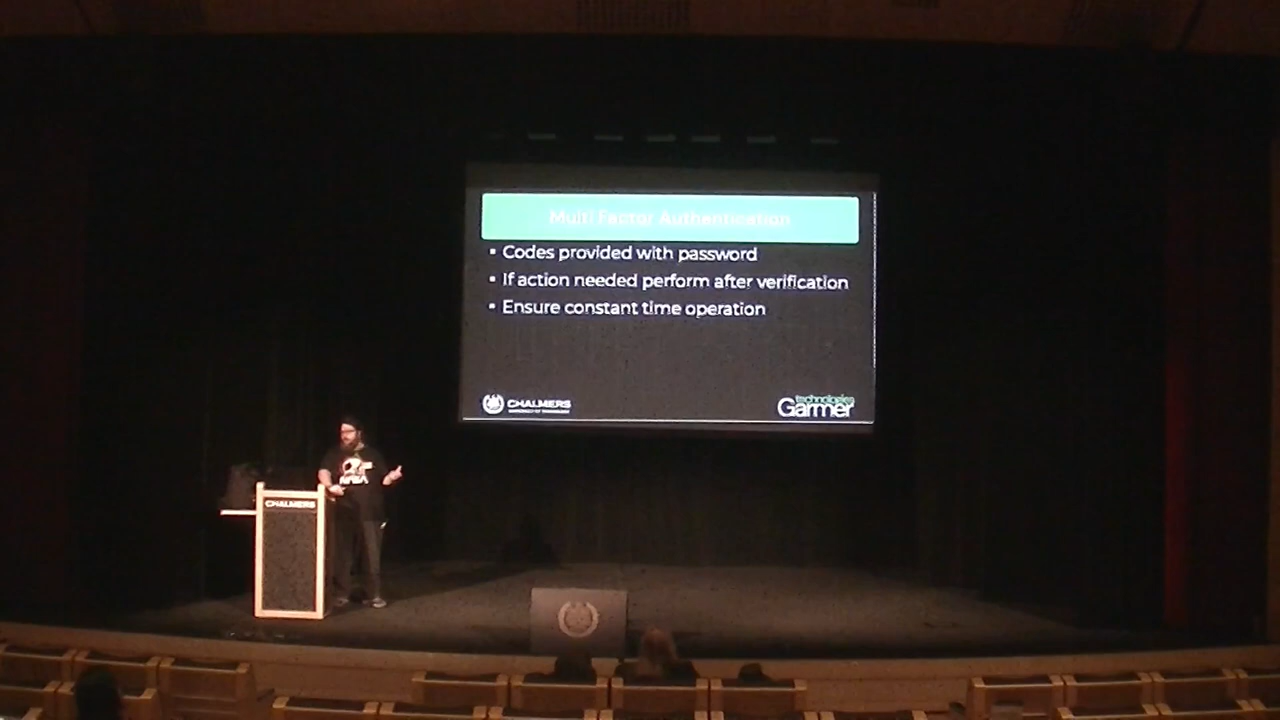 Multi Factor Authentication
▪ Codes provided with password
▪ If action needed perform after verification
▪ Ensure constant time operation
CHALMERS
technologies
Garmer
CHALMERS